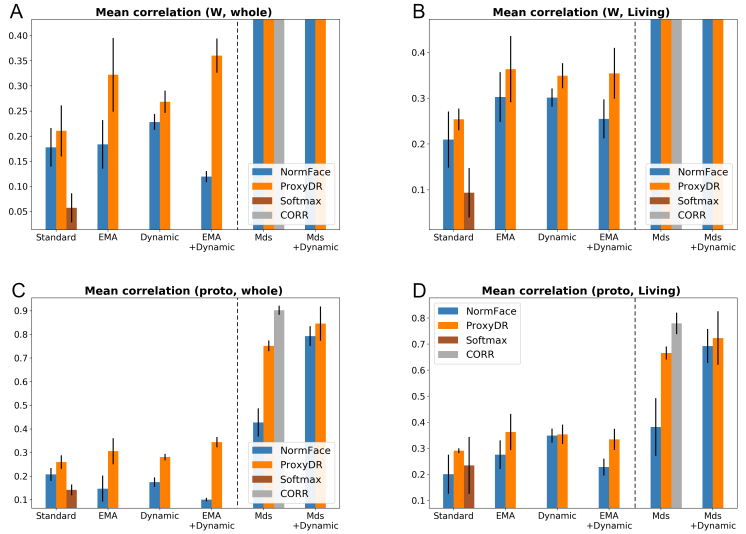 A
Mean correlation (W, whole)
0.40
0.35
0.30
0.25
0.20
0.15
0.10
0.05
NormFace
ProxyDR
Softmax
CORR
Standard
EMA
Dynamic
EMA
+Dynamic
Mds
Mds
+Dynamic
B
Mean correlation (W, Living)
0.4
0.3
0.2
0.1
NormFace
ProxyDR
Softmax
CORR
Standard
EMA
Dynamic
EMA
+Dynamic
Mds
Mds
+Dynamic
C
Mean correlation (proto, whole)
0.9
0.8
0.7
0.6
0.5
0.4
0.3
0.2
0.1
NormFace
ProxyDR
Softmax
CORR
Standard
EMA
Dynamic
EMA
+Dynamic
Mds
Mds
+Dynamic
D
Mean correlation (proto, Living)
0.8
0.7
0.6
0.5
0.4
0.3
0.2
0.1
NormFace
ProxyDR
Softmax
CORR
Standard
EMA
Dynamic
EMA
+Dynamic
Mds
Mds
+Dynamic